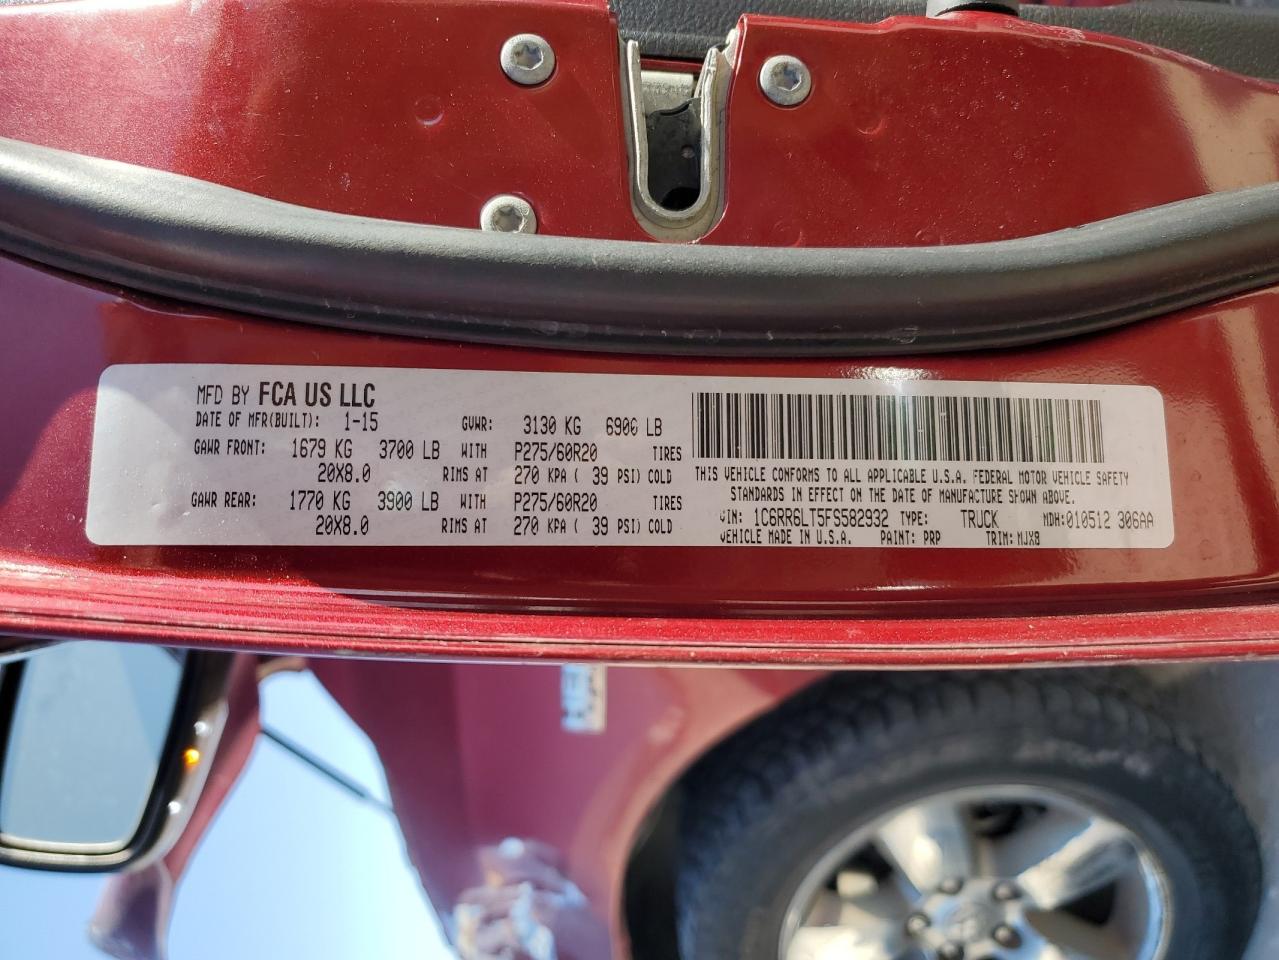 MFD BY FCA US LLC
DATE OF MFR(BUILT): 1-15 GVWR: 3130 KG 6900 LB
GAWR FRONT: 1679 KG 3700 LB WITH P275/60R20 TIRES
20X8.0 RIMS AT 270 KPA ( 39 PSI) COLD
GAWR REAR: 1770 KG 3900 LB WITH P275/60R20 TIRES
20X8.0 RIMS AT 270 KPA ( 39 PSI) COLD
THIS VEHICLE CONFORMS TO ALL APPLICABLE U.S.A. FEDERAL MOTOR VEHICLE SAFETY
STANDARDS IN EFFECT ON THE DATE OF MANUFACTURE SHOWN ABOVE.
VIN: 1C6RR6LT5FS582932 TYPE: TRUCK MDH:010512 306AA
VEHICLE MADE IN U.S.A. PAINT: PRP TRIM: MJX8